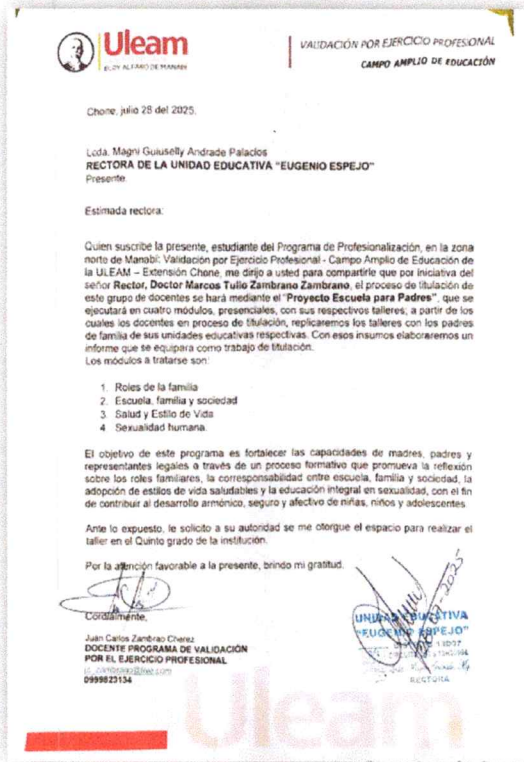 Uleam
ELOY ALFARO DE MANABÍ
VALIDACIÓN POR EJERCICIO PROFESIONAL
CAMPO AMPLIO DE EDUCACIÓN
Chone, julio 28 del 2025.
Lcda. Magni Guiuselly Andrade Palacios
RECTORA DE LA UNIDAD EDUCATIVA "EUGENIO ESPEJO"
Presente.
Estimada rectora:
Quien suscribe la presente, estudiante del Programa de Profesionalización, en la zona
norte de Manabí: Validación por Ejercicio Profesional - Campo Amplio de Educación de
la ULEAM – Extensión Chone, me dirijo a usted para compartirle que por iniciativa del
señor Rector, Doctor Marcos Tulio Zambrano Zambrano, el proceso de titulación de
este grupo de docentes se hará mediante el "Proyecto Escuela para Padres", que se
ejecutará en cuatro módulos, presenciales, con sus respectivos talleres; a partir de los
cuales los docentes en proceso de titulación, replicaremos los talleres con los padres
de familia de sus unidades educativas respectivas. Con esos insumos elaboraremos un
informe que se equipara como trabajo de titulación.
Los módulos a tratarse son:
1. Roles de la familia
2. Escuela, familia y sociedad
3. Salud y Estilo de Vida
4. Sexualidad humana.
El objetivo de este programa es fortalecer las capacidades de madres, padres y
representantes legales a través de un proceso formativo que promueva la reflexión
sobre los roles familiares, la corresponsabilidad entre escuela, familia y sociedad, la
adopción de estilos de vida saludables y la educación integral en sexualidad, con el fin
de contribuir al desarrollo armónico, seguro y afectivo de niñas, niños y adolescentes.
Ante lo expuesto, le solicito a su autoridad se me otorgue el espacio para realizar el
taller en el Quinto grado de la institución.
Por la atención favorable a la presente, brindo mi gratitud.
Cordialmente,
Juan Carlos Zambrao Cherez
DOCENTE PROGRAMA DE VALIDACIÓN
POR EL EJERCICIO PROFESIONAL
0999823134
UNIDAD EDUCATIVA
"EUGENIO ESPEJO"
RECTORA
Uleam